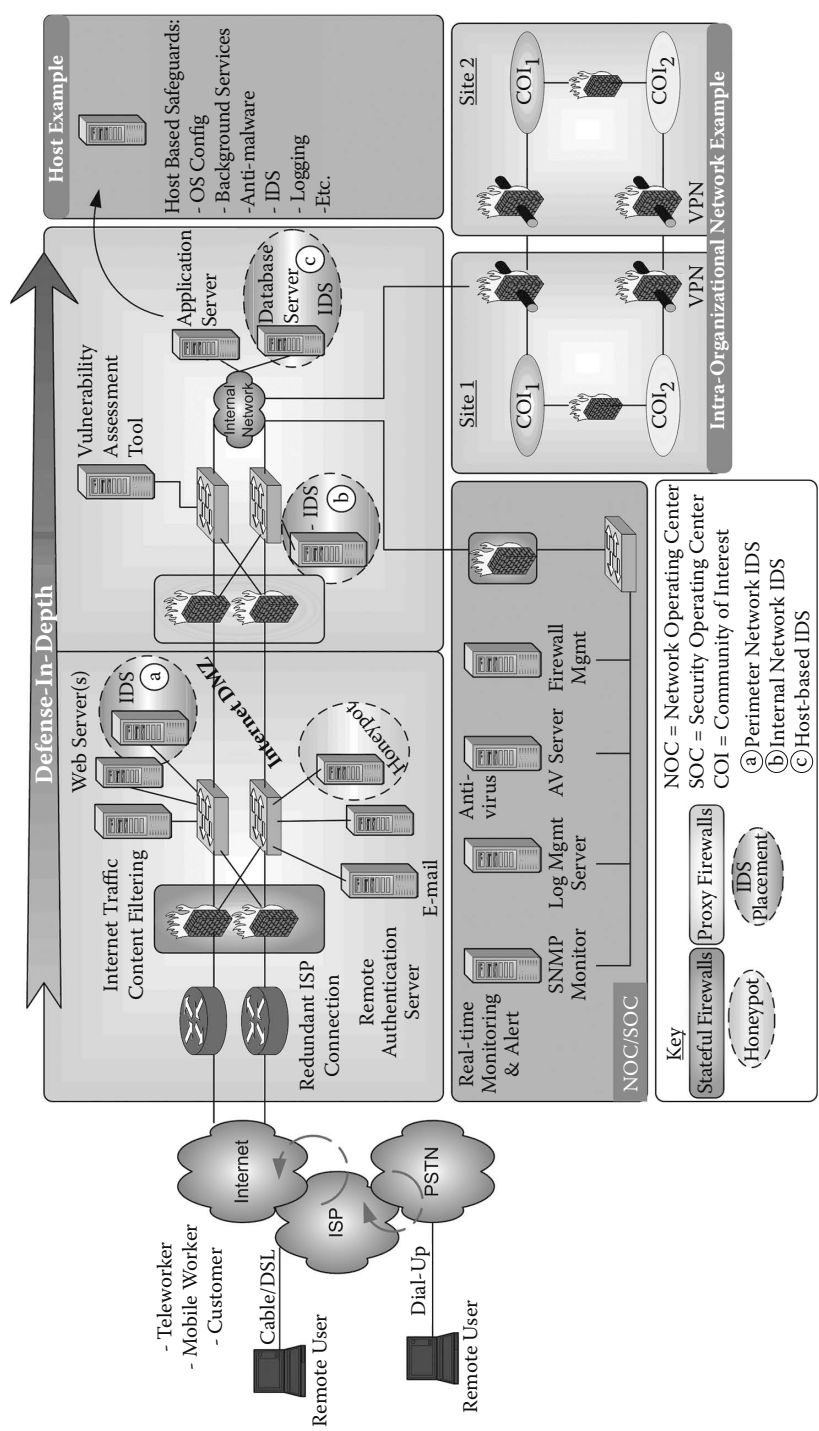 Defense-In-Depth
- Teleworker
- Mobile Worker
- Customer
Cable/DSL
Remote User
Dial-Up
Remote User
Internet
ISP
PSTN
Internet Traffic
Content Filtering
Web Server(s)
IDS
a
Redundant ISP
Connection
Remote
Authentication
Server
E-mail
Honeypot
Internet DMZ
Vulnerability
Assessment
Tool
- IDS
b
Internal
Network
Application
Server
Database
Server
c
IDS
Host Example
Host Based Safeguards:
- OS Config
- Background Services
- Anti-malware
- IDS
- Logging
-Etc.
Real-time
Monitoring
& Alert
SNMP
Monitor
Log Mgmt
Server
Anti-
virus
AV Server
Firewall
Mgmt
NOC/SOC
Site 1
COI1
COI2
VPN
Site 2
COI1
COI2
VPN
Intra-Organizational Network Example
Key
Stateful Firewalls
Proxy Firewalls
Honeypot
IDS
Placement
NOC = Network Operating Center
SOC = Security Operating Center
COI = Community of Interest
a Perimeter Network IDS
b Internal Network IDS
c Host-based IDS